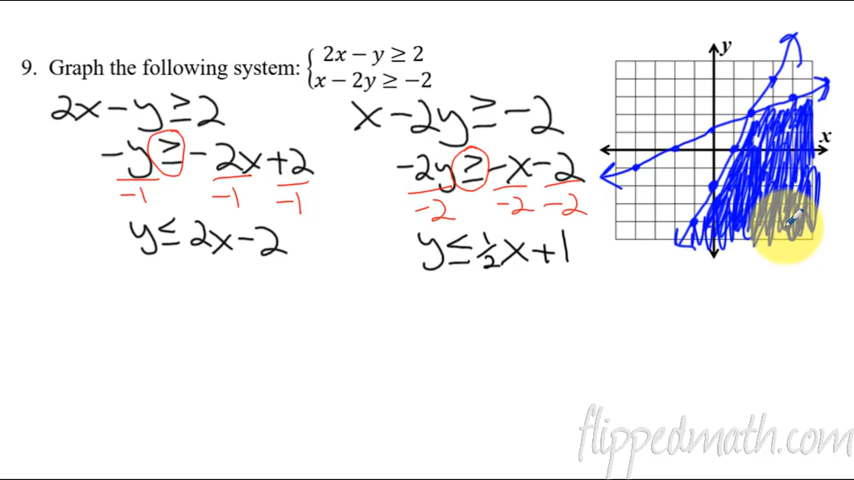 9. Graph the following system: { 2x − y ≥ 2
x − 2y ≥ −2
2x − y ≥ 2
−y ≥ −2x + 2
−1 −1 −1
y ≤ 2x − 2
x − 2y ≥ −2
−2y ≥ −x − 2
−2 −2 −2
y ≤ ½x + 1
y
x
flippedmath.com